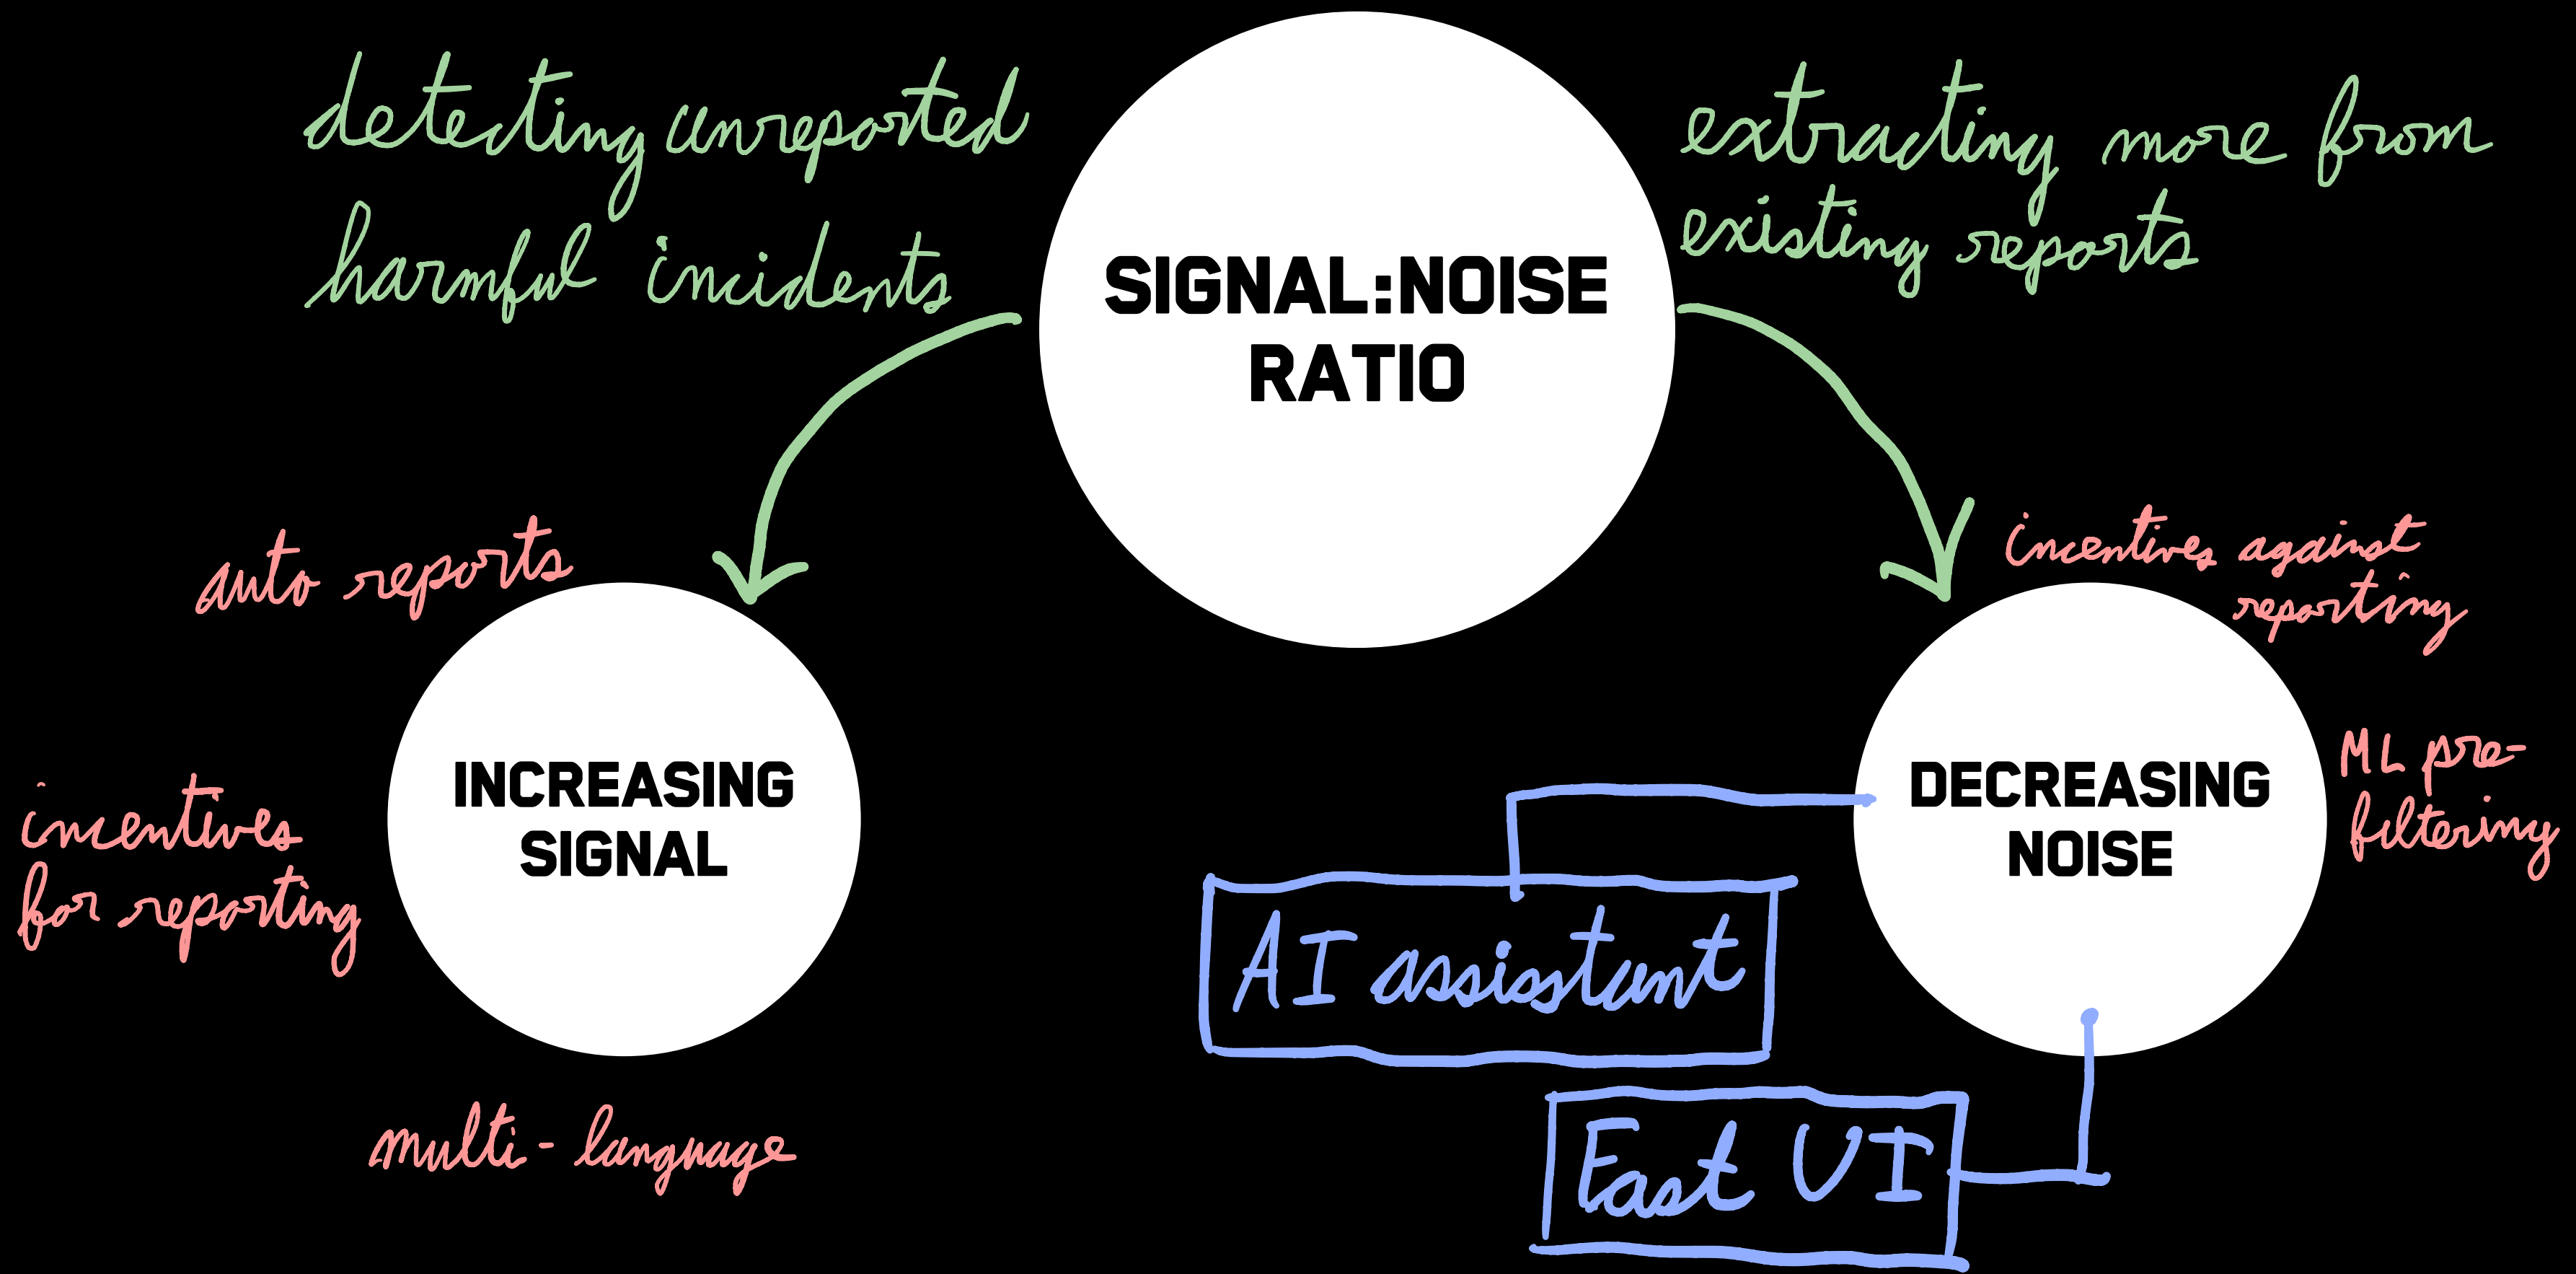 detecting unreported
harmful incidents
SIGNAL:NOISE
RATIO
extracting more from
existing reports
auto reports
incentives
for reporting
INCREASING
SIGNAL
multi-language
incentives against
reporting
ML pre-
filtering
DECREASING
NOISE
AI assisstant
Fast UI